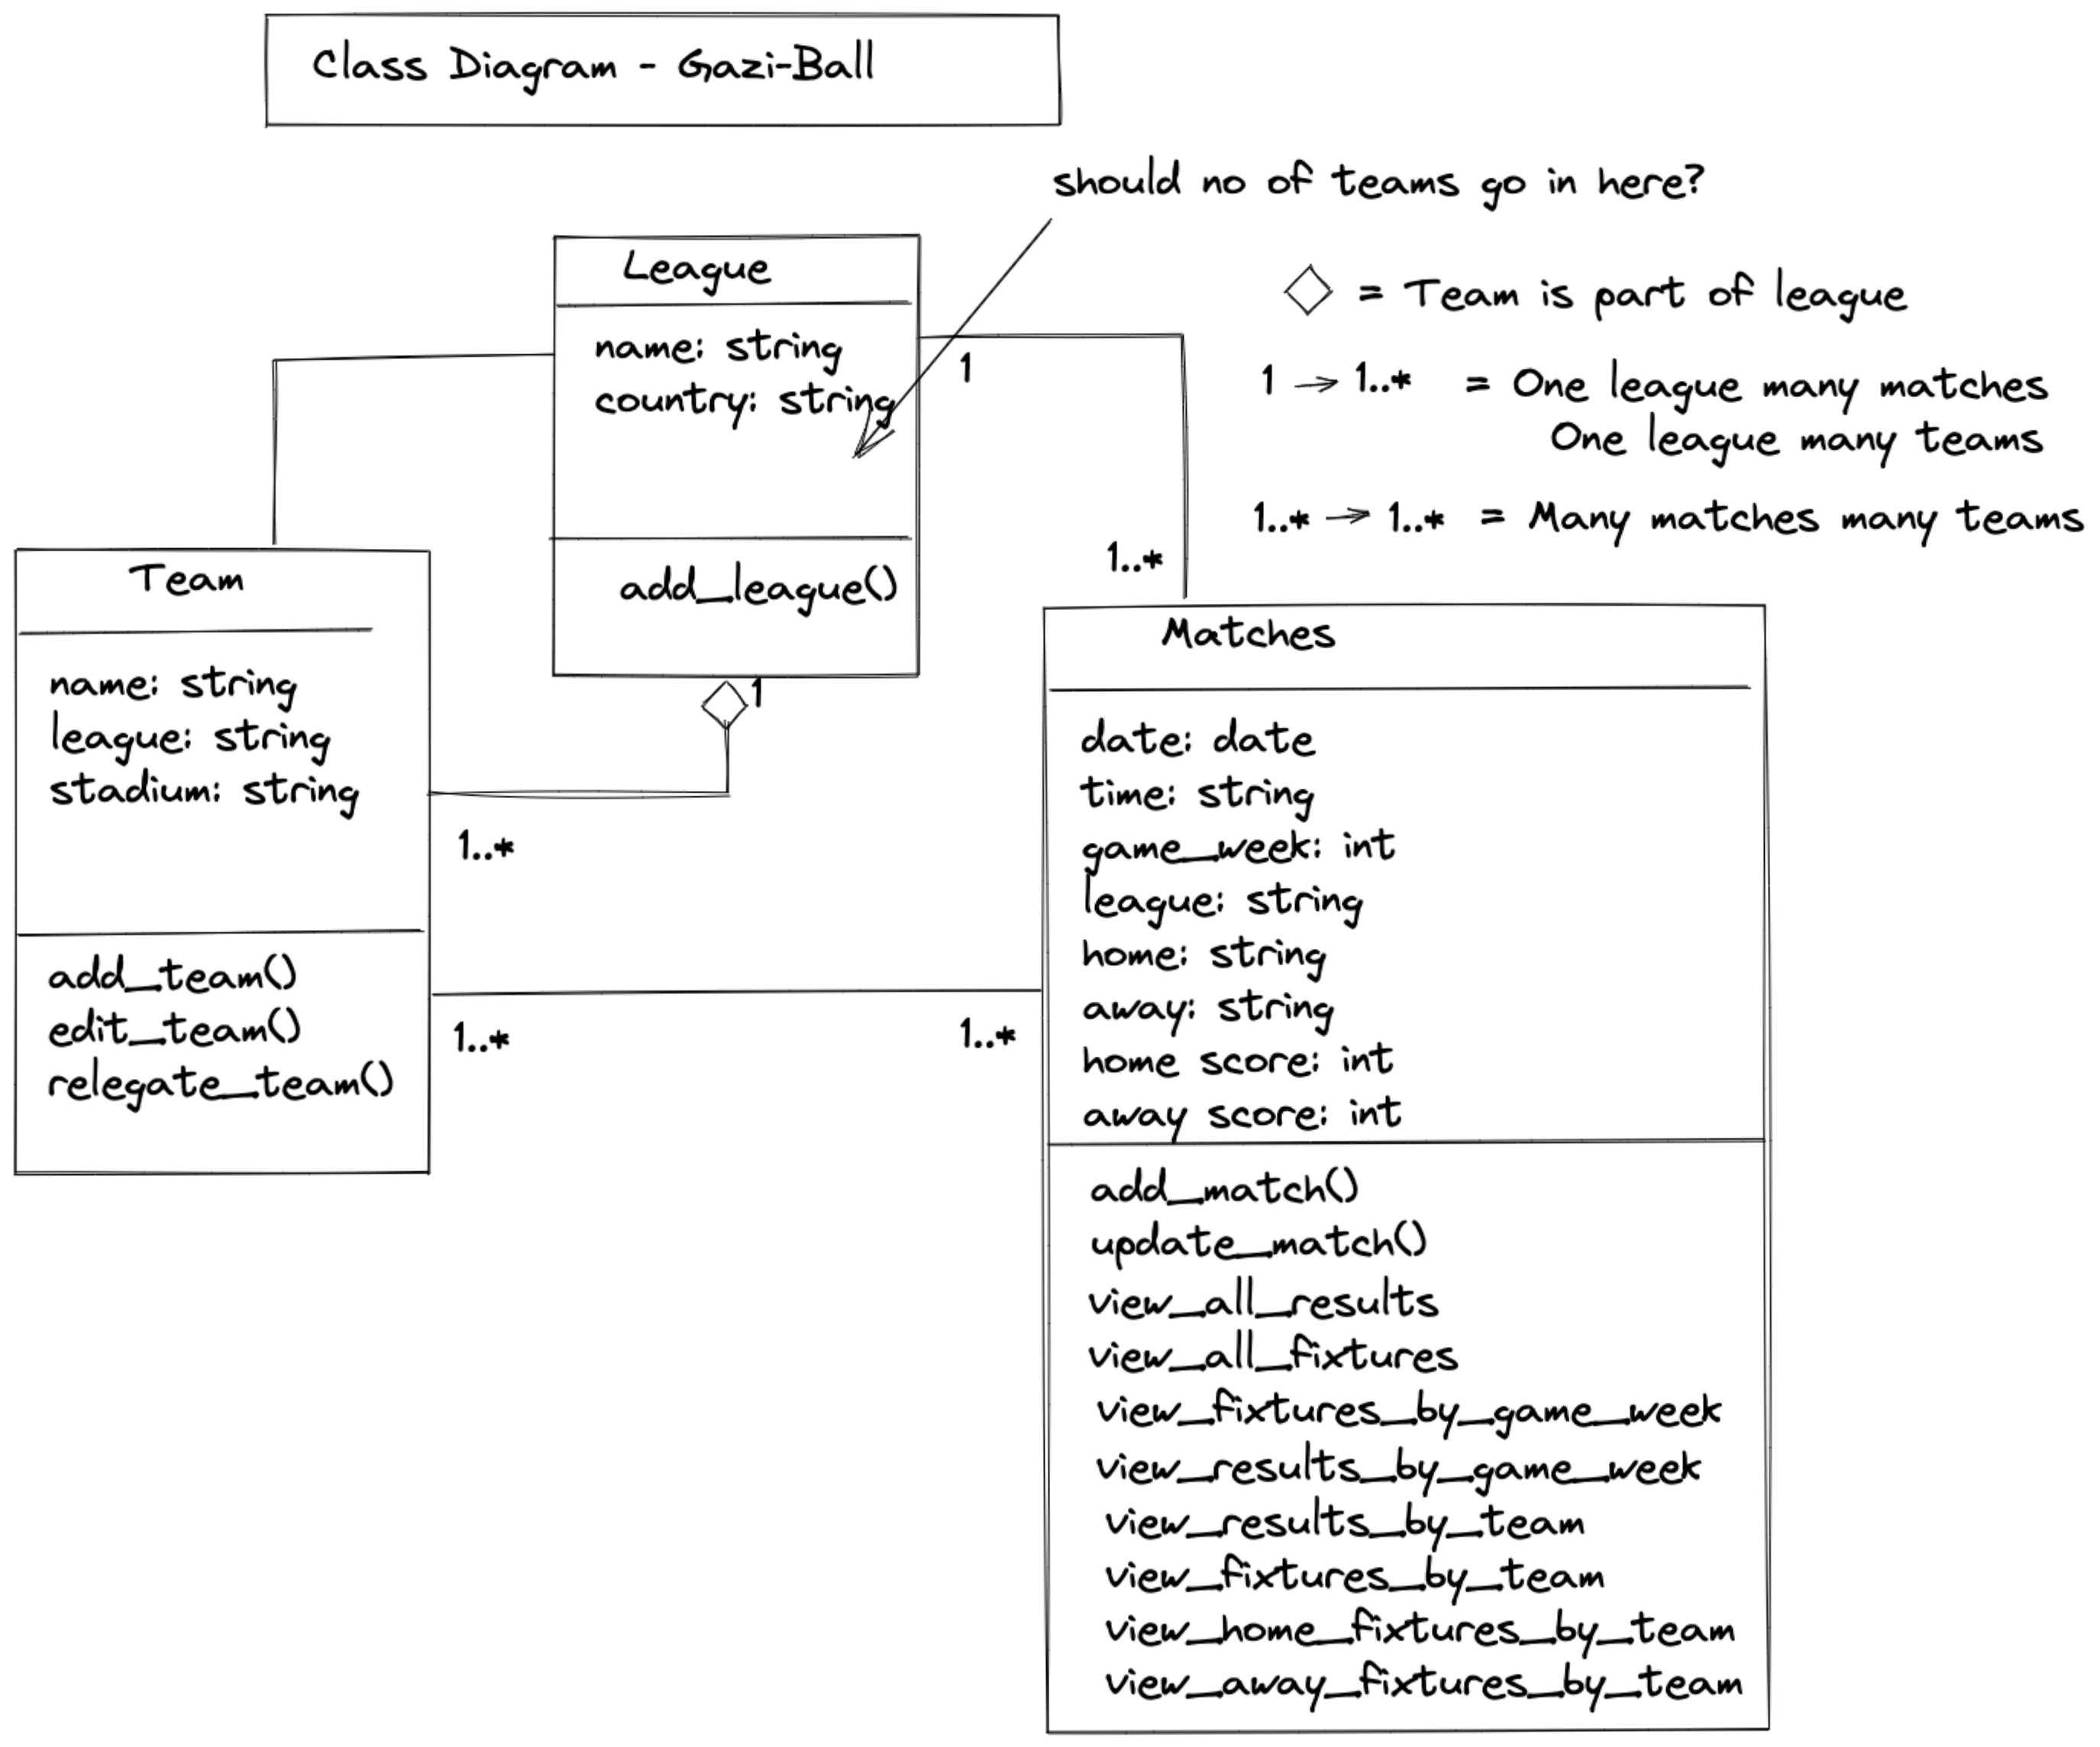 Class Diagram - Gazi-Ball
should no of teams go in here?
League
name: string
country: string
add_league()
1
1..*
1
1..*
◇ = Team is part of league
1 → 1..* = One league many matches
One league many teams
1..* → 1..* = Many matches many teams
Team
name: string
league: string
stadium: string
add_team()
edit_team()
relegate_team()
1..*
1..*
Matches
date: date
time: string
game_week: int
league: string
home: string
away: string
home score: int
away score: int
add_match()
update_match()
view_all_results
view_all_fixtures
view_fixtures_by_game_week
view_results_by_game_week
view_results_by_team
view_fixtures_by_team
view_home_fixtures_by_team
view_away_fixtures_by_team